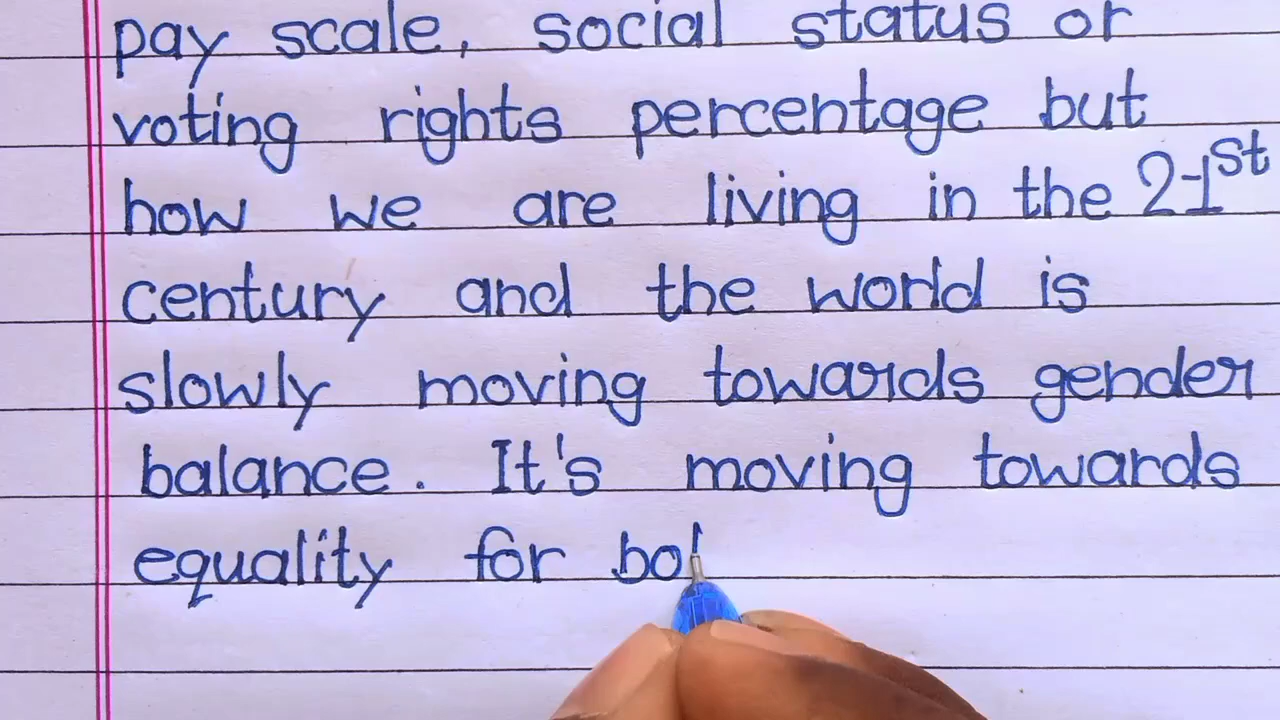 pay scale, social status or
voting rights percentage but
how we are living in the 21st
century and the world is
slowly moving towards gender
balance. It's moving towards
equality for